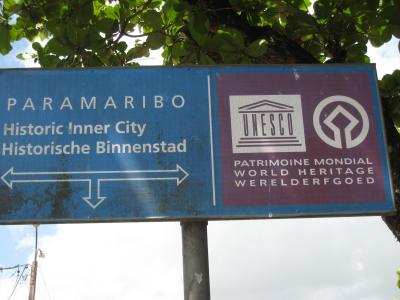 PARAMARIBO
Historic Inner City
Historische Binnenstad
UNESCO
PATRIMOINE MONDIAL
WORLD HERITAGE
WERELDERFGOED